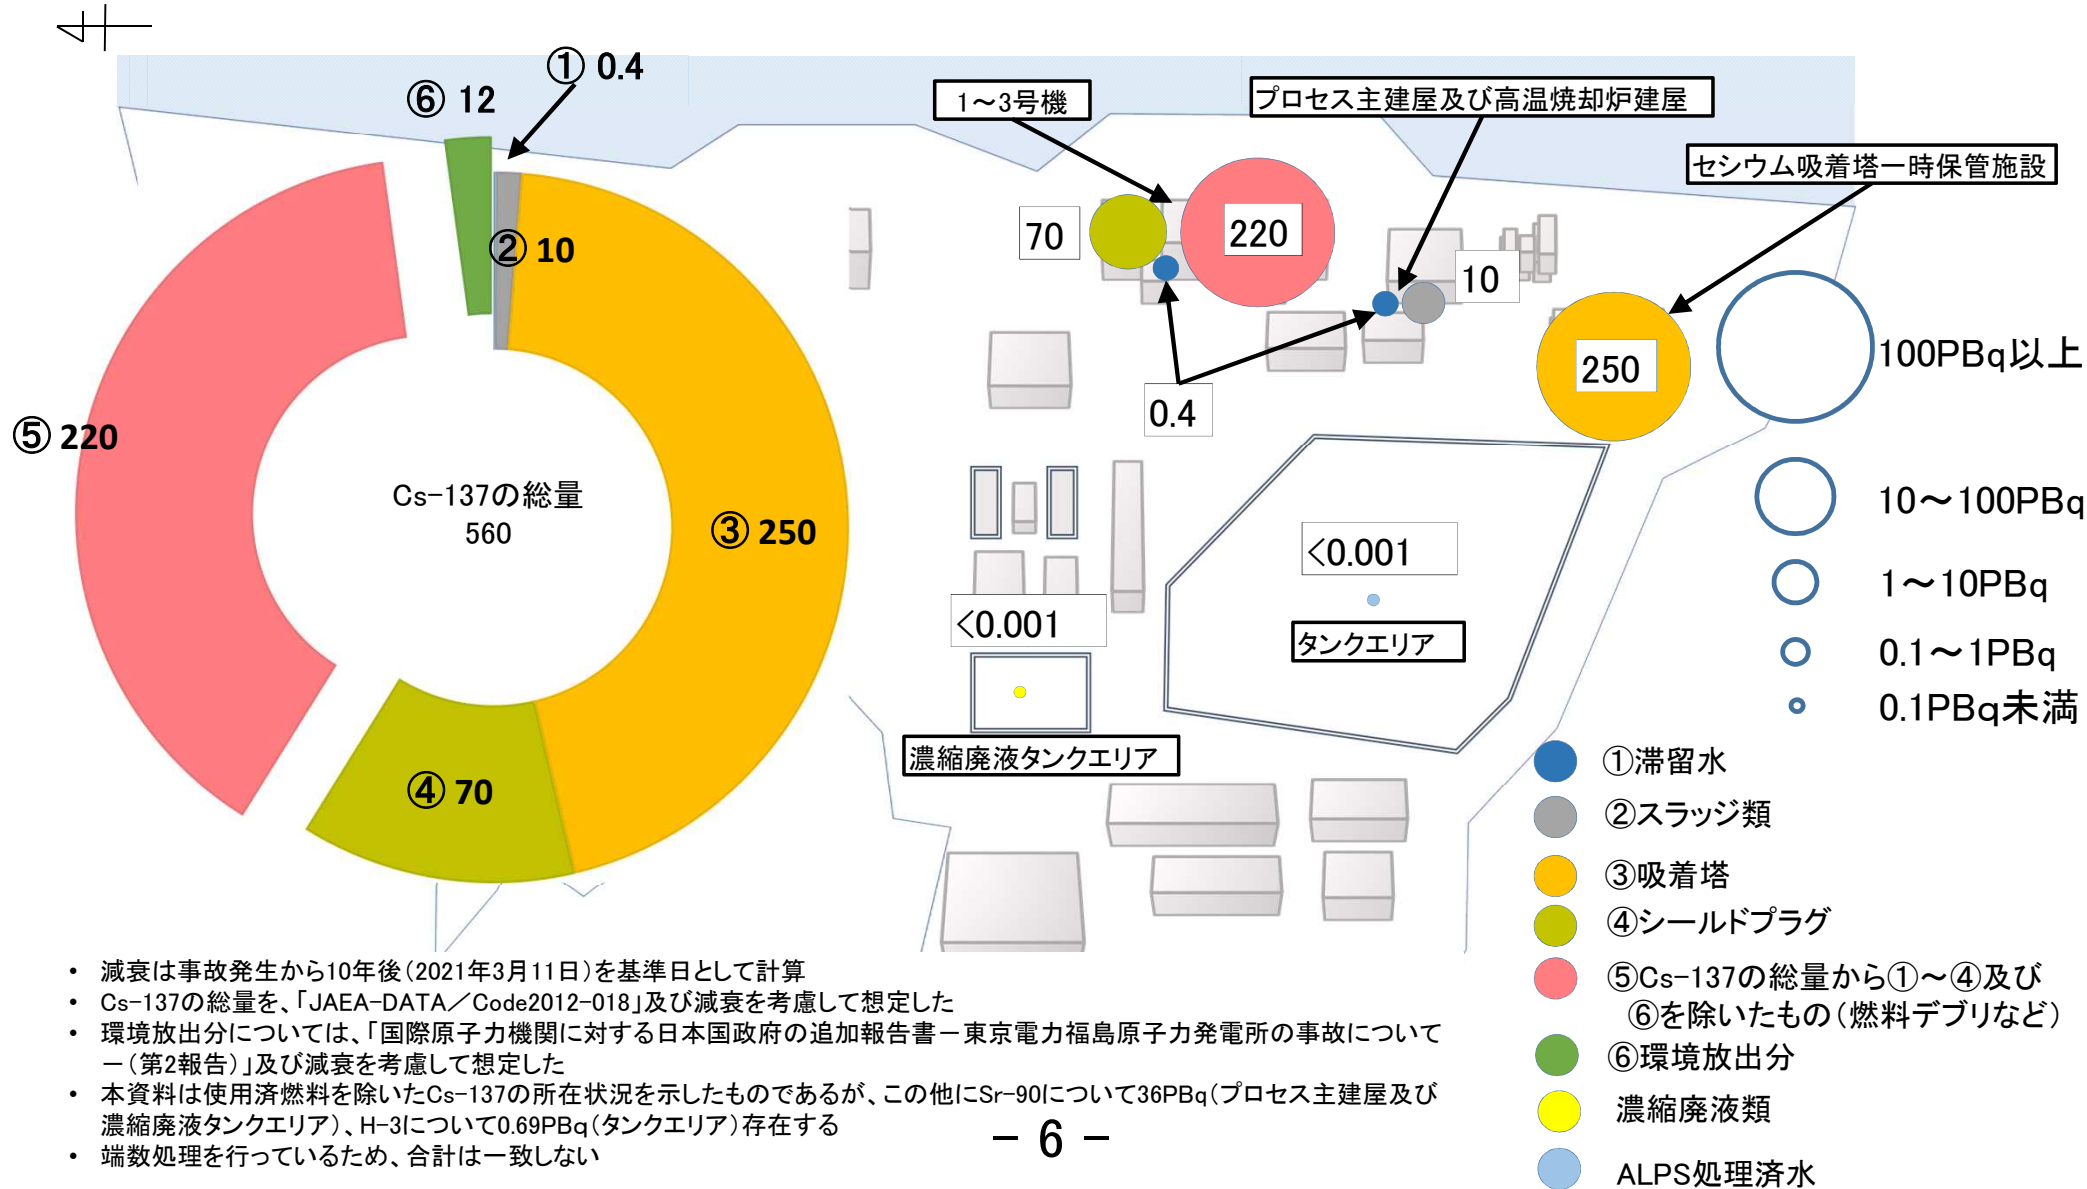 ① 0.4
⑥ 12
② 10
⑤ 220
Cs-137の総量
560
③ 250
④ 70
1～3号機
プロセス主建屋及び高温焼却炉建屋
セシウム吸着塔一時保管施設
70
220
10
250
0.4
<0.001
タンクエリア
<0.001
濃縮廃液タンクエリア
100PBq以上
10～100PBq
1～10PBq
0.1～1PBq
0.1PBq未満
①滞留水
②スラッジ類
③吸着塔
④シールドプラグ
⑤Cs-137の総量から①～④及び
⑥を除いたもの（燃料デブリなど）
⑥環境放出分
濃縮廃液類
ALPS処理済水
• 減衰は事故発生から10年後（2021年3月11日）を基準日として計算
• Cs-137の総量を、「JAEA-DATA／Code2012-018」及び減衰を考慮して想定した
• 環境放出分については、「国際原子力機関に対する日本国政府の追加報告書－東京電力福島原子力発電所の事故について
－（第2報告）」及び減衰を考慮して想定した
• 本資料は使用済燃料を除いたCs-137の所在状況を示したものであるが、この他にSr-90について36PBq（プロセス主建屋及び
濃縮廃液タンクエリア）、H-3について0.69PBq（タンクエリア）存在する
• 端数処理を行っているため、合計は一致しない
－ 6 －